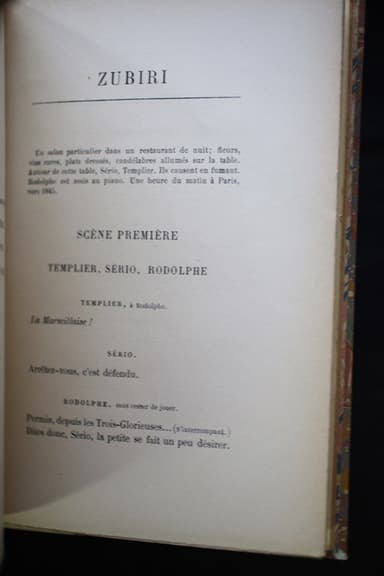 ZUBIRI
Un salon particulier dans un restaurant de nuit; fleurs,
vins rares, plats dressés, candélabres allumés sur la table.
Autour de cette table, Sério, Templier. Ils causent en fumant.
Rodolphe est assis au piano. Une heure du matin à Paris,
vers 1845.
SCÈNE PREMIÈRE
TEMPLIER, SÉRIO, RODOLPHE
TEMPLIER, à Rodolphe.
La Marseillaise!
SÉRIO.
Arrêtez-vous, c'est défendu.
RODOLPHE, sans cesser de jouer.
Permis, depuis les Trois-Glorieuses... (S'interrompant.)
Dites donc, Sério, la petite se fait un peu désirer.